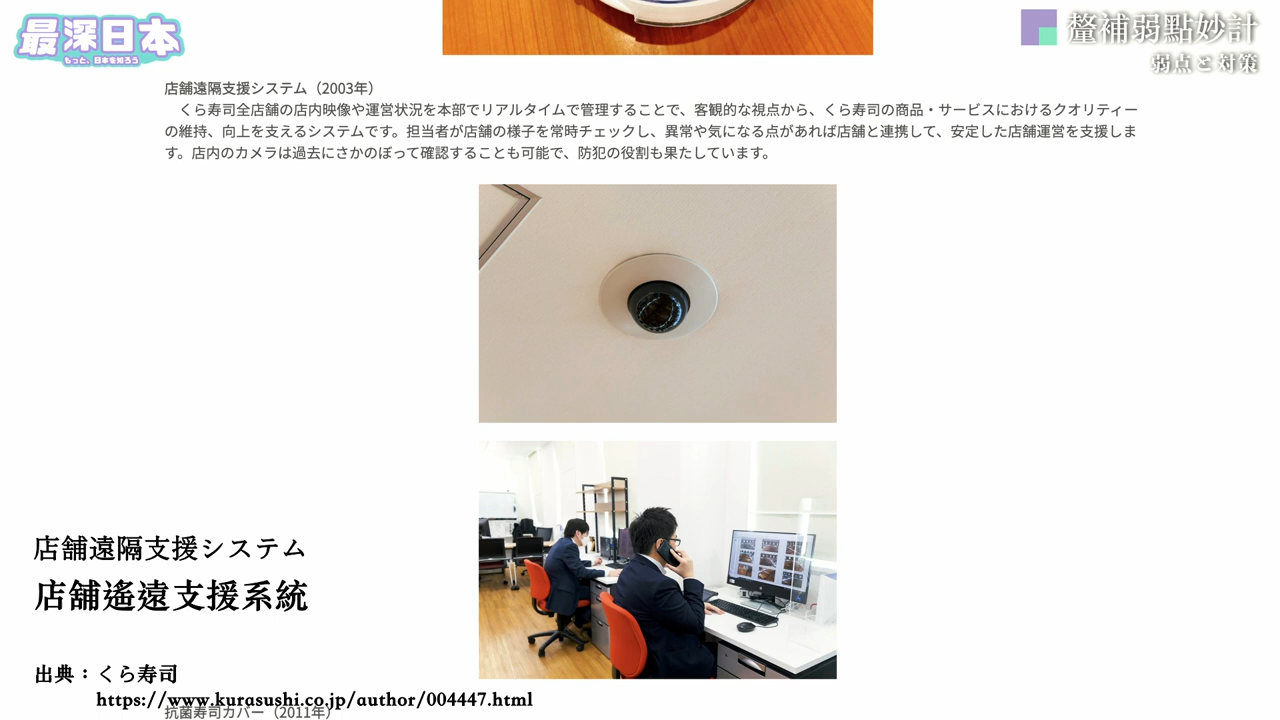 最深日本
もっと、日本を知ろう
釐補弱點妙計
弱点と対策
店舗遠隔支援システム（2003年）
くら寿司全店舗の店内映像や運営状況を本部でリアルタイムで管理することで、客観的な視点から、くら寿司の商品・サービスにおけるクオリティー
の維持、向上を支えるシステムです。担当者が店舗の様子を常時チェックし、異常や気になる点があれば店舗と連携して、安定した店舗運営を支援しま
す。店内のカメラは過去にさかのぼって確認することも可能で、防犯の役割も果たしています。
店舗遠隔支援システム
店舖遙遠支援系統
出典：くら寿司
https://www.kurasushi.co.jp/author/004447.html
抗菌寿司カバー（2011年）